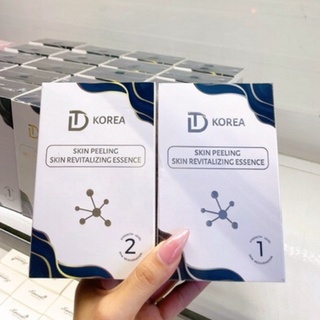 D KOREA
SKIN PEELING
SKIN REVITALIZING ESSENCE
2
D KOREA
SKIN PEELING
SKIN REVITALIZING ESSENCE
1